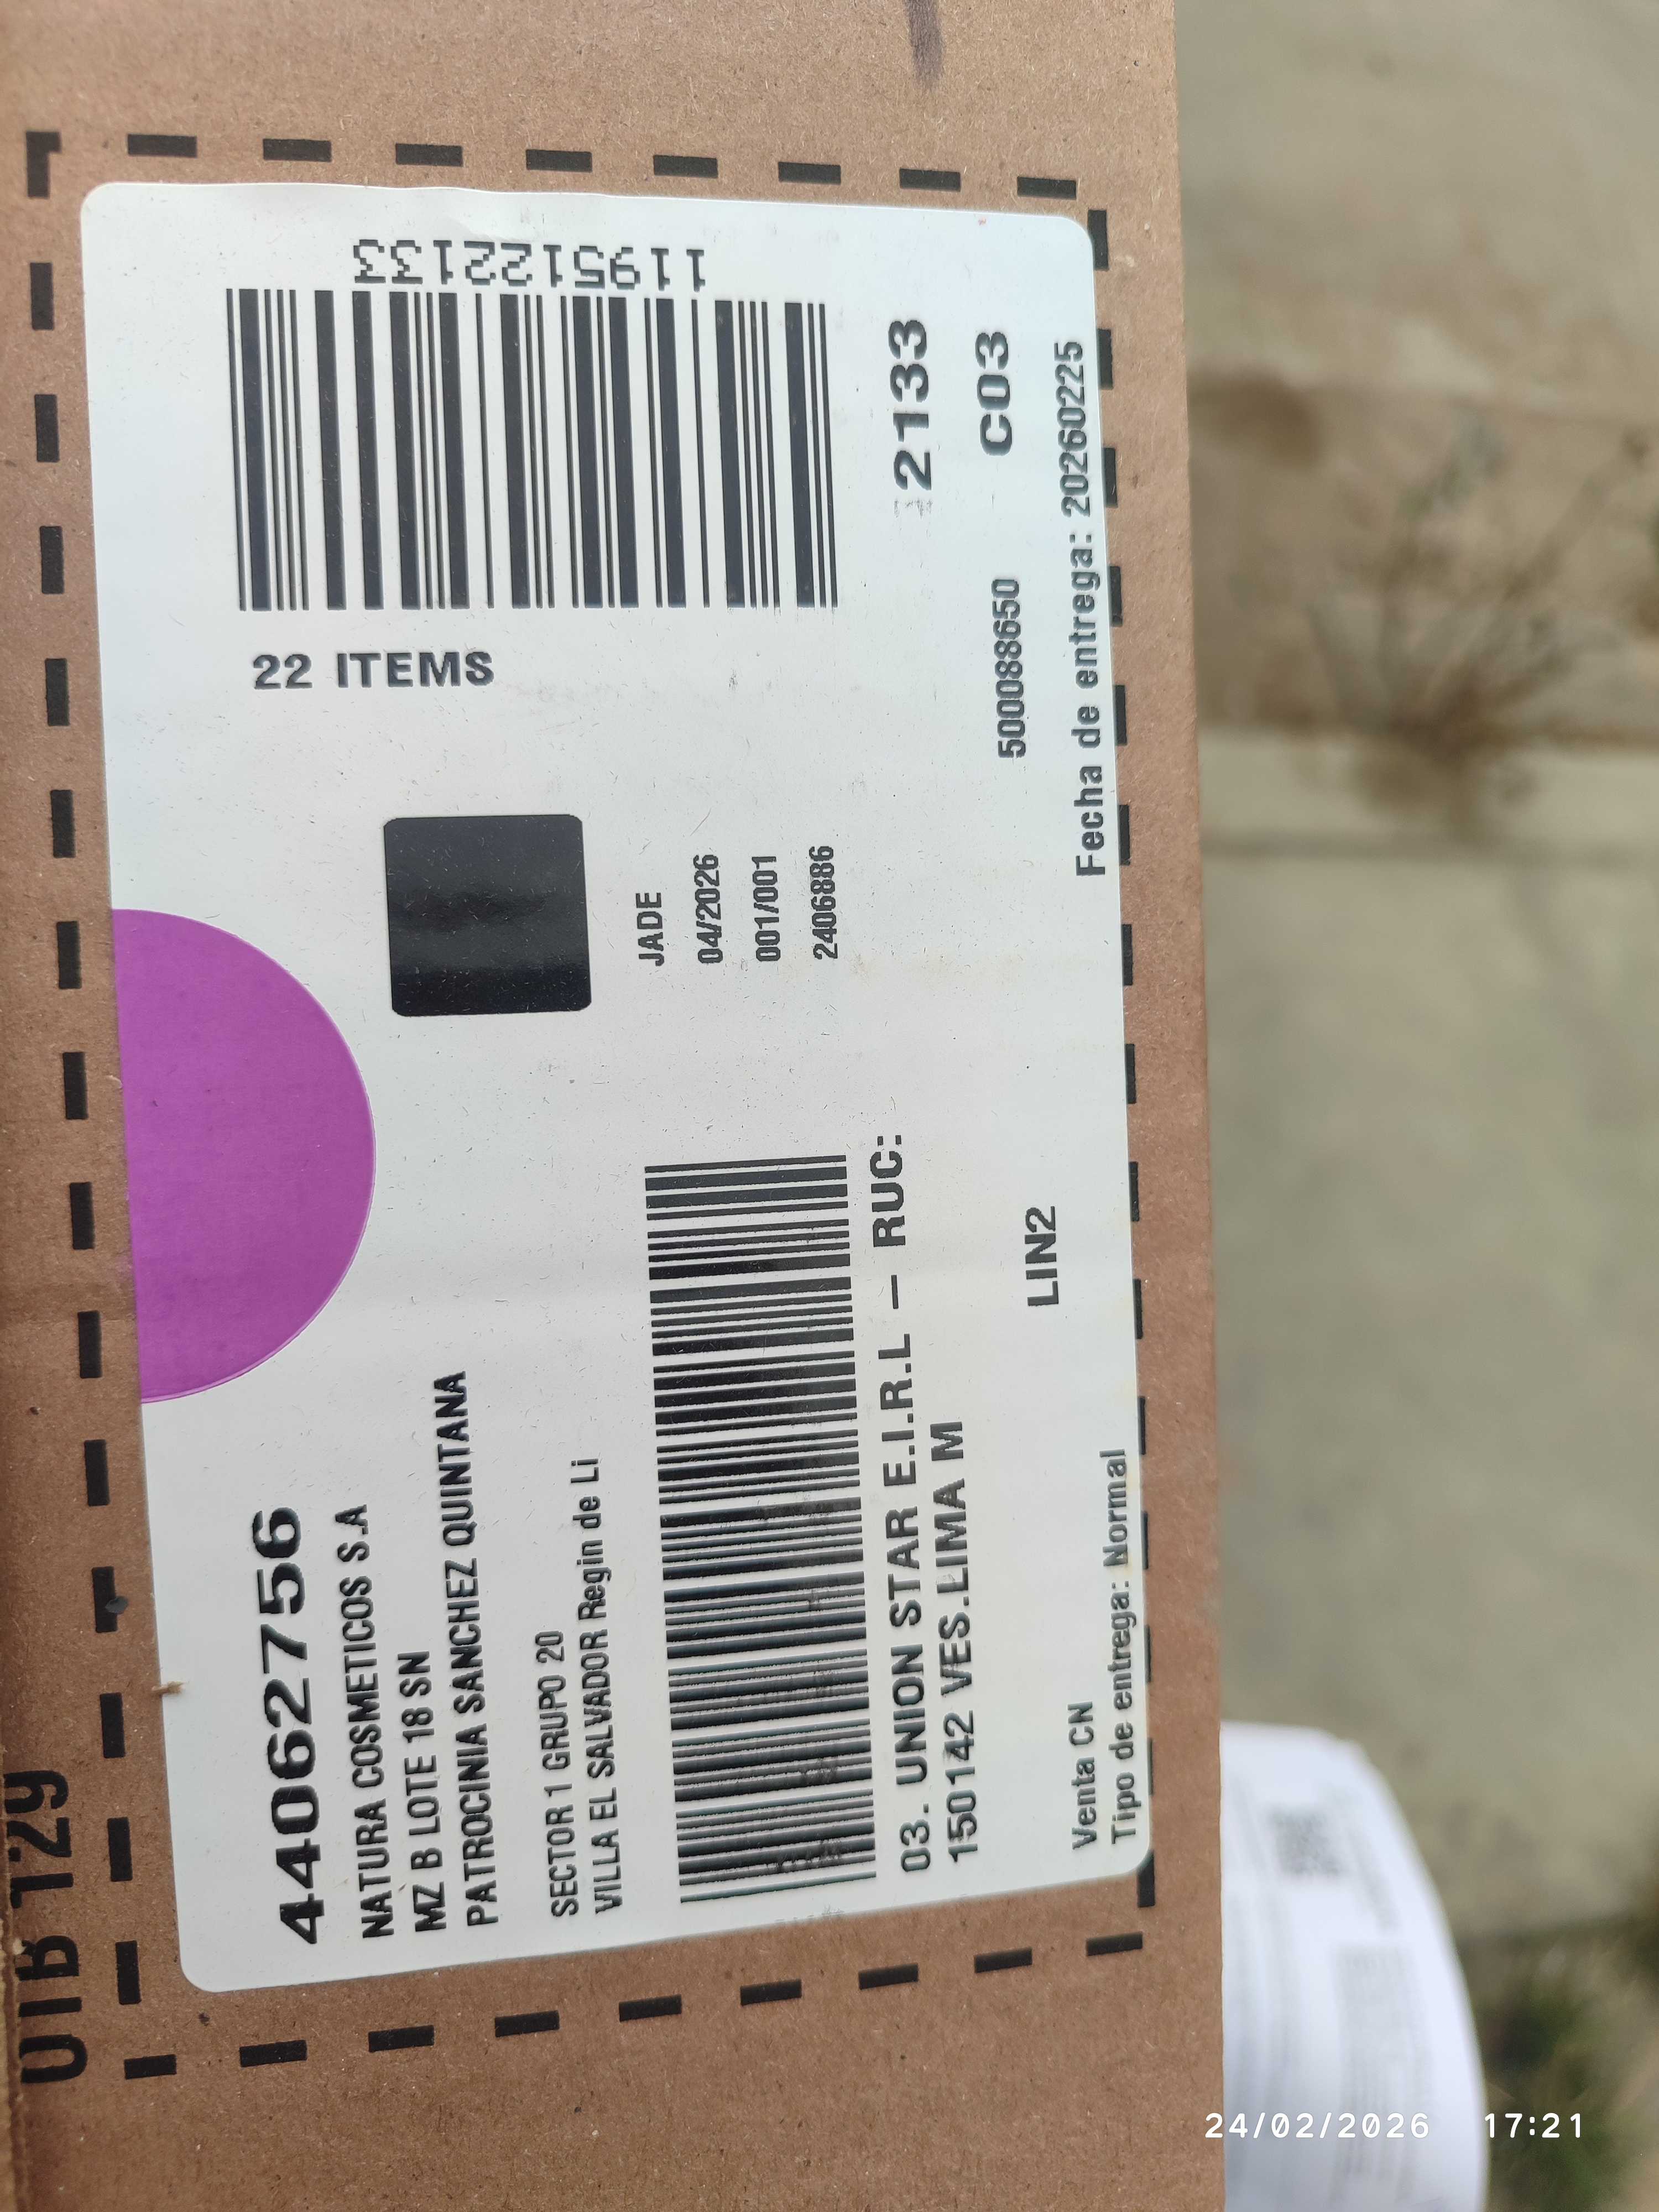 440627756
NATURA COSMETICOS S.A
MZ B LOTE 18 SN
PATROCINIA SANCHEZ QUINTANA
SECTOR 1 GRUPO 20
VILLA EL SALVADOR Regin de Li
03. UNION STAR E.I.R.L – RUC:
150142 VES.LIMA M
LIN2
Venta CN
Tipo de entrega: Normal
JADE
04/2026
001/001
2406886
22 ITEMS
1195122133
2133
C03
500088650
Fecha de entrega: 20260225
24/02/2026 17:21